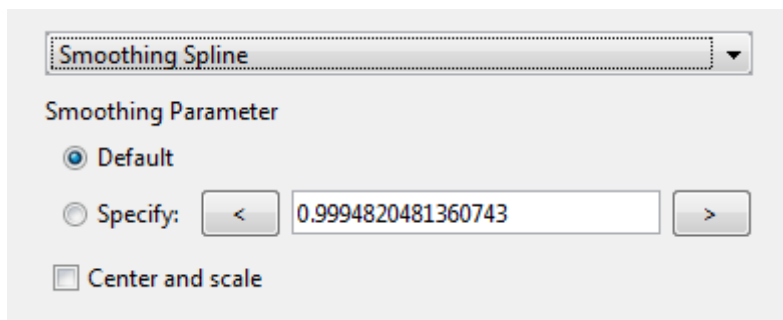 Smoothing Spline
Smoothing Parameter
Default
Specify: < 0.9994820481360743 >
Center and scale